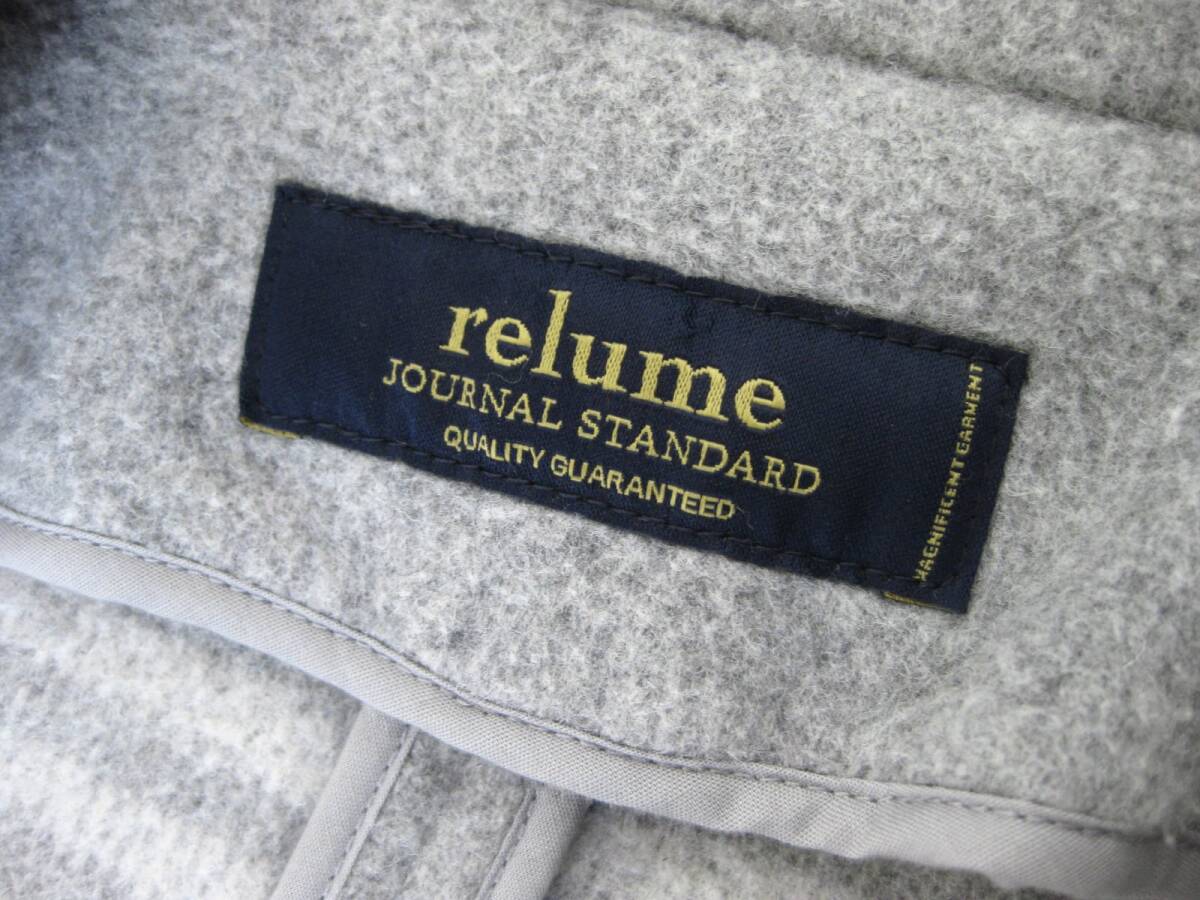 relume
JOURNAL STANDARD
QUALITY GUARANTEED
MAGNIFICENT GARMENT